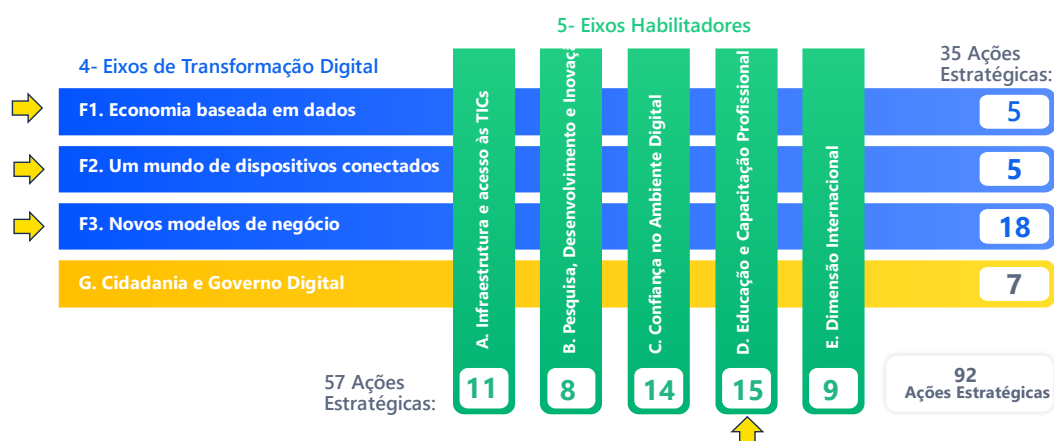 5- Eixos Habilitadores
4- Eixos de Transformação Digital
35 Ações
Estratégicas:
F1. Economia baseada em dados
5
F2. Um mundo de dispositivos conectados
5
F3. Novos modelos de negócio
18
G. Cidadania e Governo Digital
7
A. Infraestrutura e acesso às TICs
B. Pesquisa, Desenvolvimento e Inovaçã
C. Confiança no Ambiente Digital
D. Educação e Capacitação Profissional
E. Dimensão Internacional
57 Ações
Estratégicas:
11
8
14
15
9
92
Ações Estratégicas